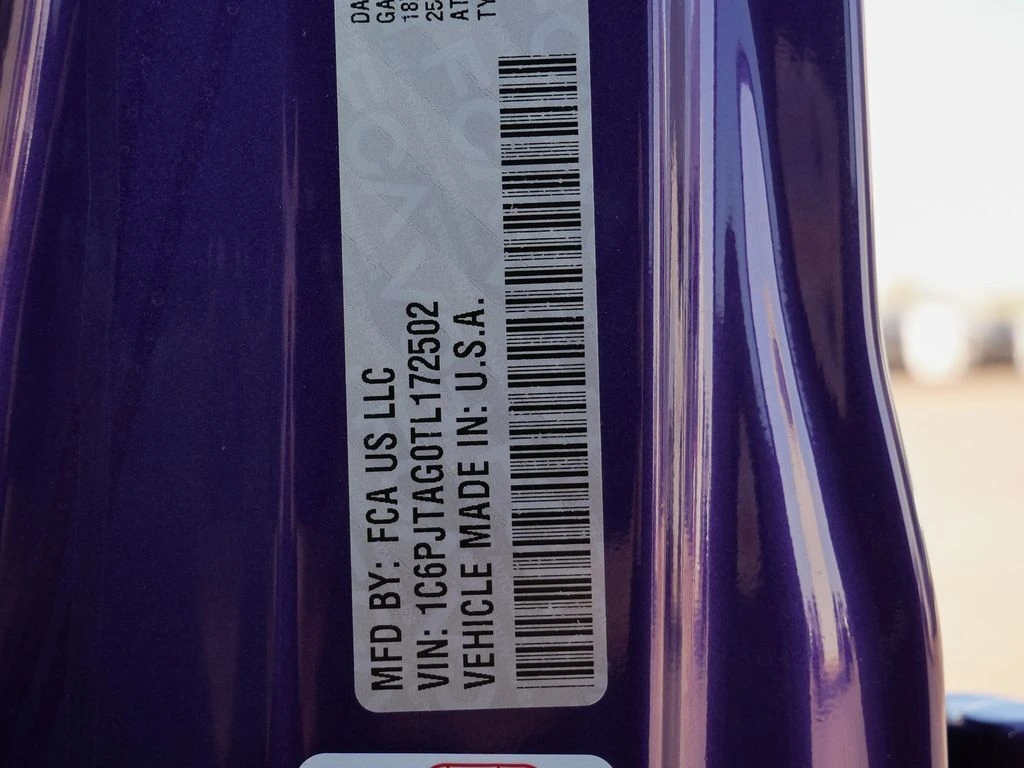 MFD BY: FCA US LLC
VIN: 1C6PJTAG0TL172502
VEHICLE MADE IN: U.S.A.